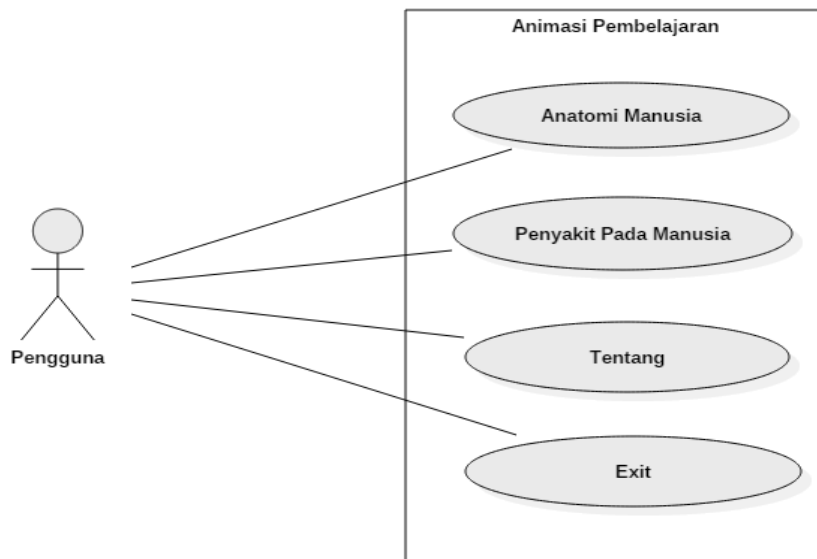 Animasi Pembelajaran
Anatomi Manusia
Penyakit Pada Manusia
Pengguna
Tentang
Exit